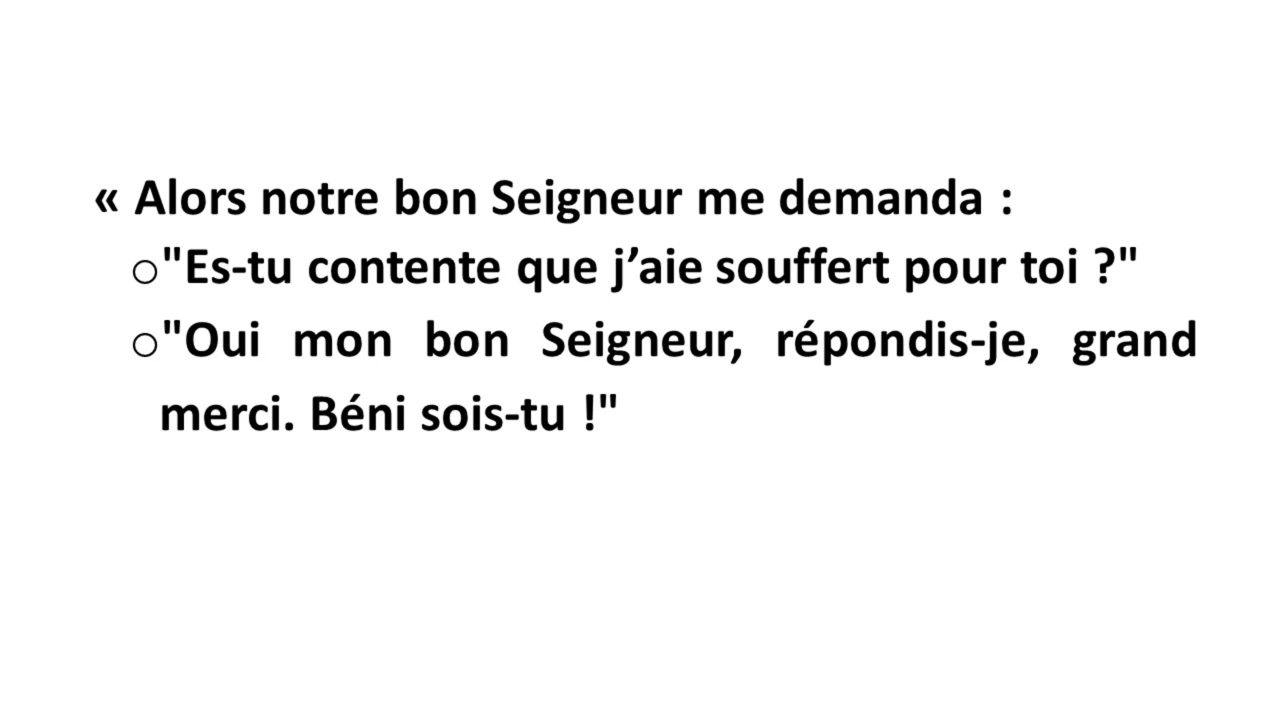 « Alors notre bon Seigneur me demanda :
o"Es-tu contente que j’aie souffert pour toi ?"
o"Oui mon bon Seigneur, répondis-je, grand
merci. Béni sois-tu !"